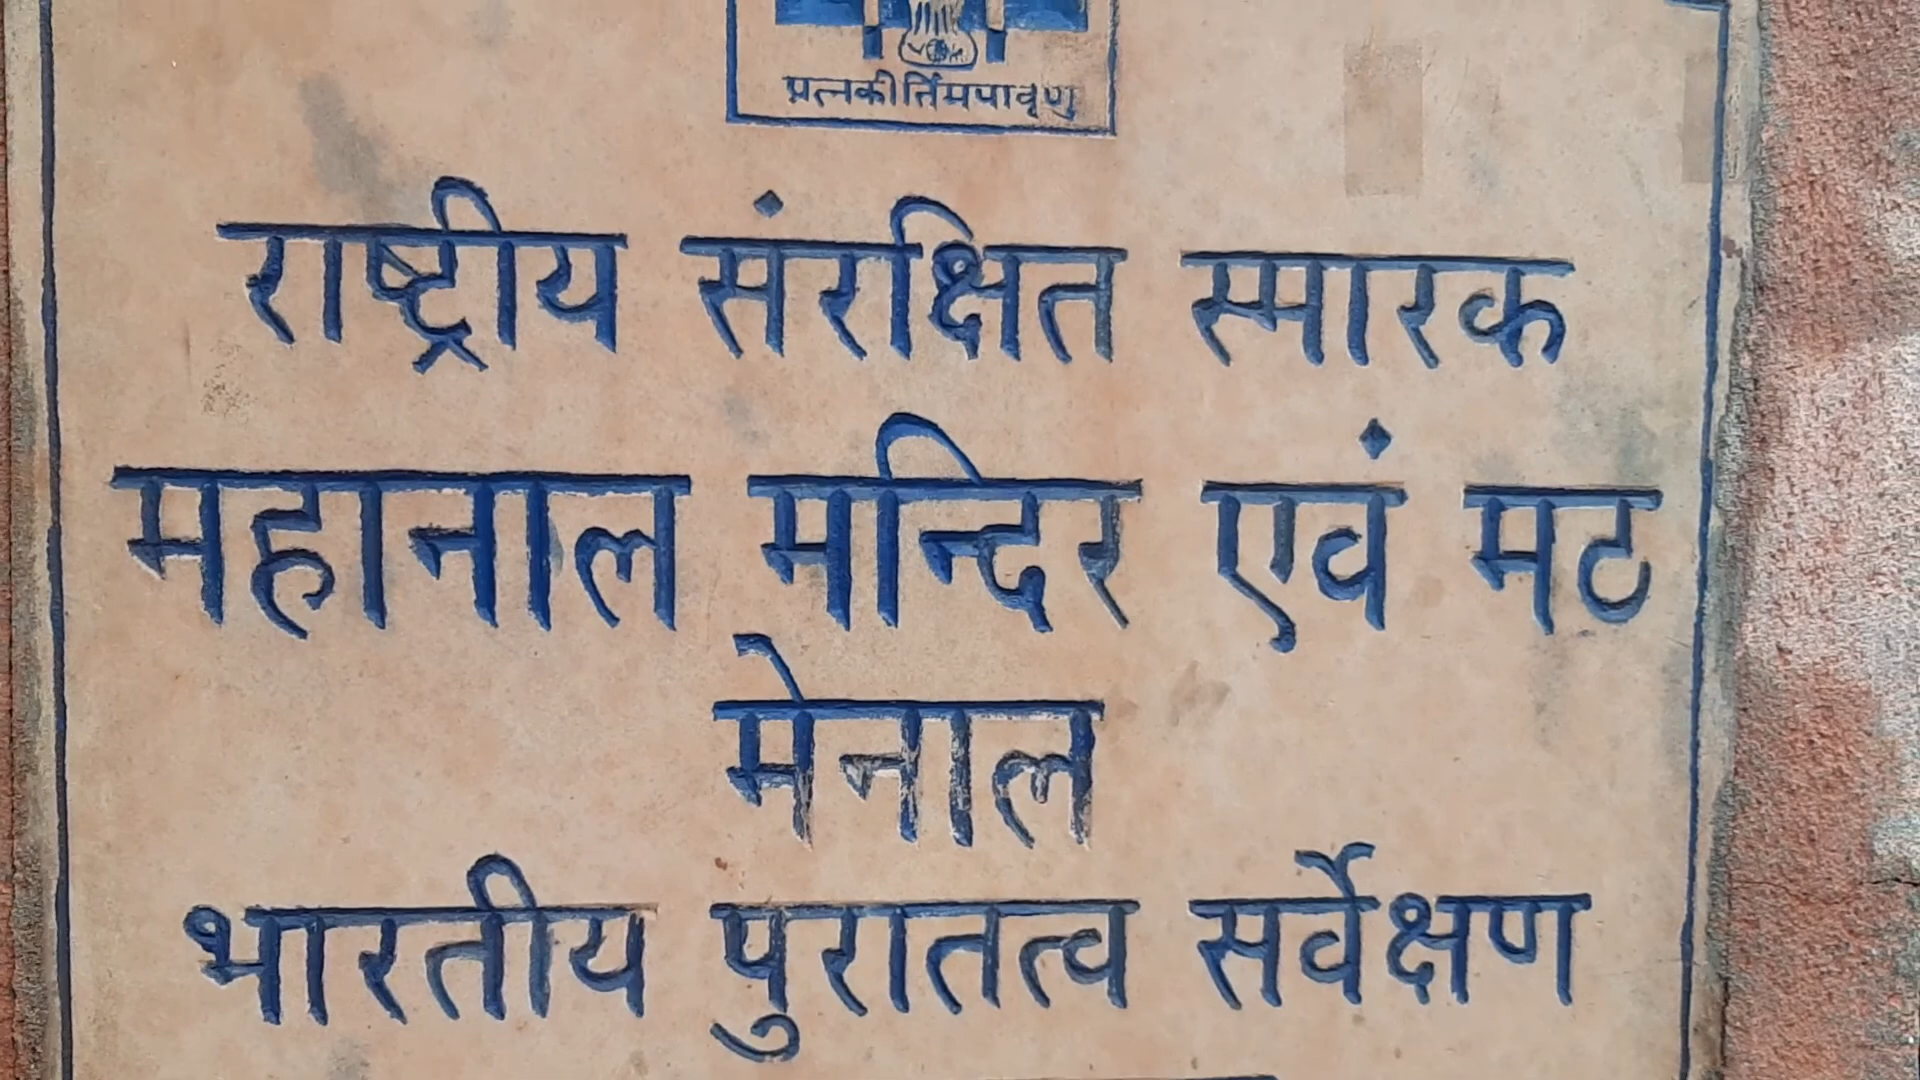 प्रत्नकीर्तिमपावृणु
राष्ट्रीय संरक्षित स्मारक
महानाल मन्दिर एवं मठ
मेनाल
भारतीय पुरातत्व सर्वेक्षण